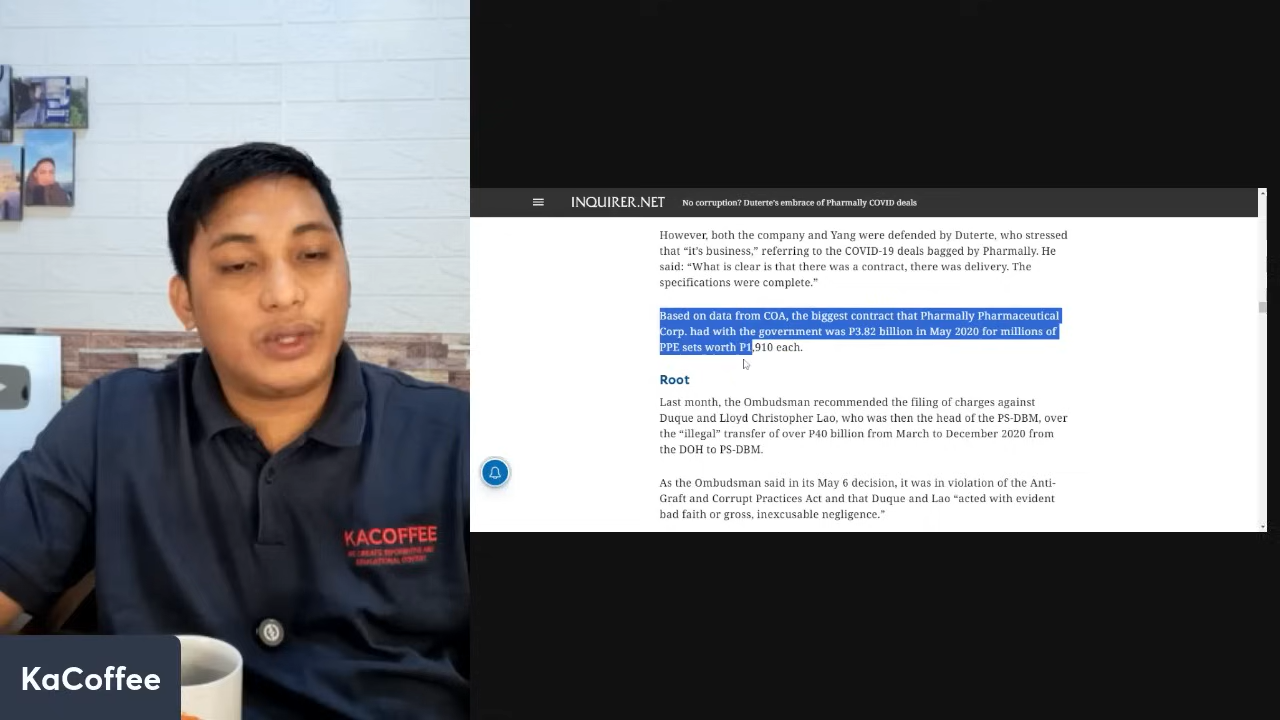 INQUIRER.NET No corruption? Duterte's embrace of Pharmally COVID deals
However, both the company and Yang were defended by Duterte, who stressed
that “it's business,” referring to the COVID-19 deals bagged by Pharmally. He
said: “What is clear is that there was a contract, there was delivery. The
specifications were complete.”
Based on data from COA, the biggest contract that Pharmally Pharmaceutical
Corp. had with the government was P3.82 billion in May 2020 for millions of
PPE sets worth P1,910 each.
Root
Last month, the Ombudsman recommended the filing of charges against
Duque and Lloyd Christopher Lao, who was then the head of the PS-DBM, over
the “illegal” transfer of over P40 billion from March to December 2020 from
the DOH to PS-DBM.
As the Ombudsman said in its May 6 decision, it was in violation of the Anti-
Graft and Corrupt Practices Act and that Duque and Lao “acted with evident
bad faith or gross, inexcusable negligence.”
KACOFFEE
WE CREATE INFORMATIVE AND
EDUCATIONAL CONTENT
KaCoffee